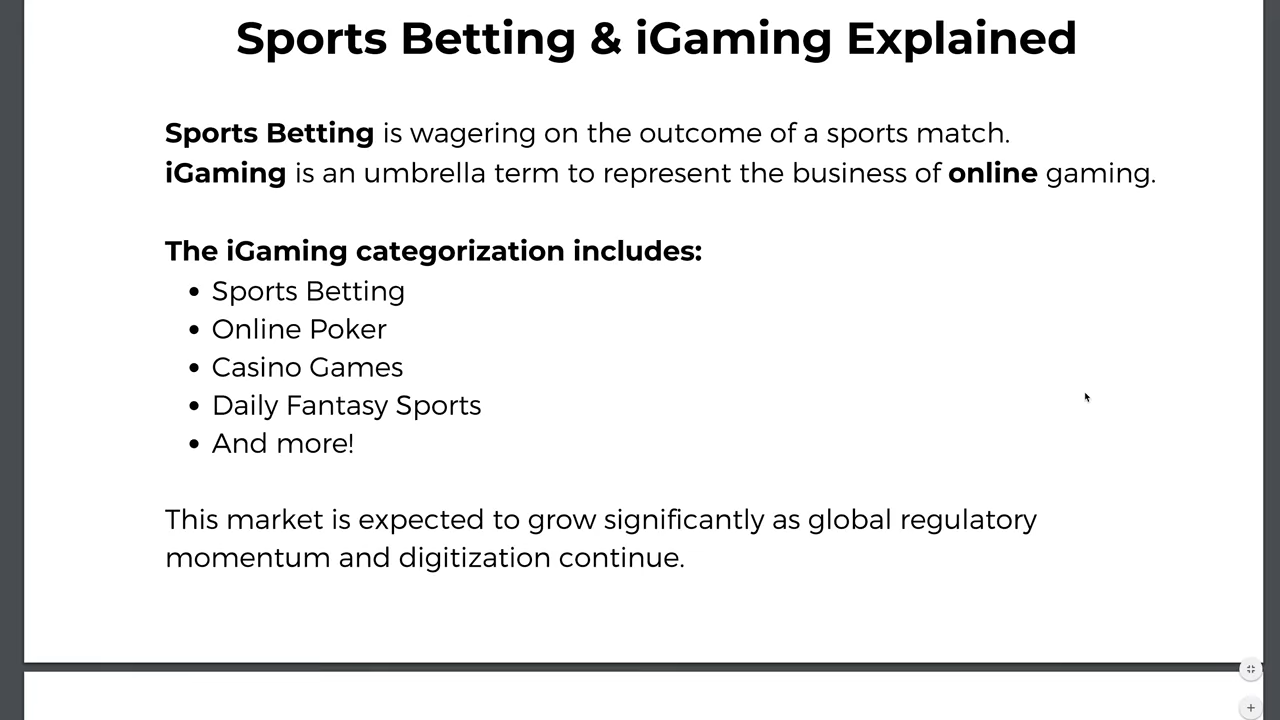 Sports Betting & iGaming Explained
Sports Betting is wagering on the outcome of a sports match.
iGaming is an umbrella term to represent the business of online gaming.
The iGaming categorization includes:
• Sports Betting
• Online Poker
• Casino Games
• Daily Fantasy Sports
• And more!
This market is expected to grow significantly as global regulatory
momentum and digitization continue.